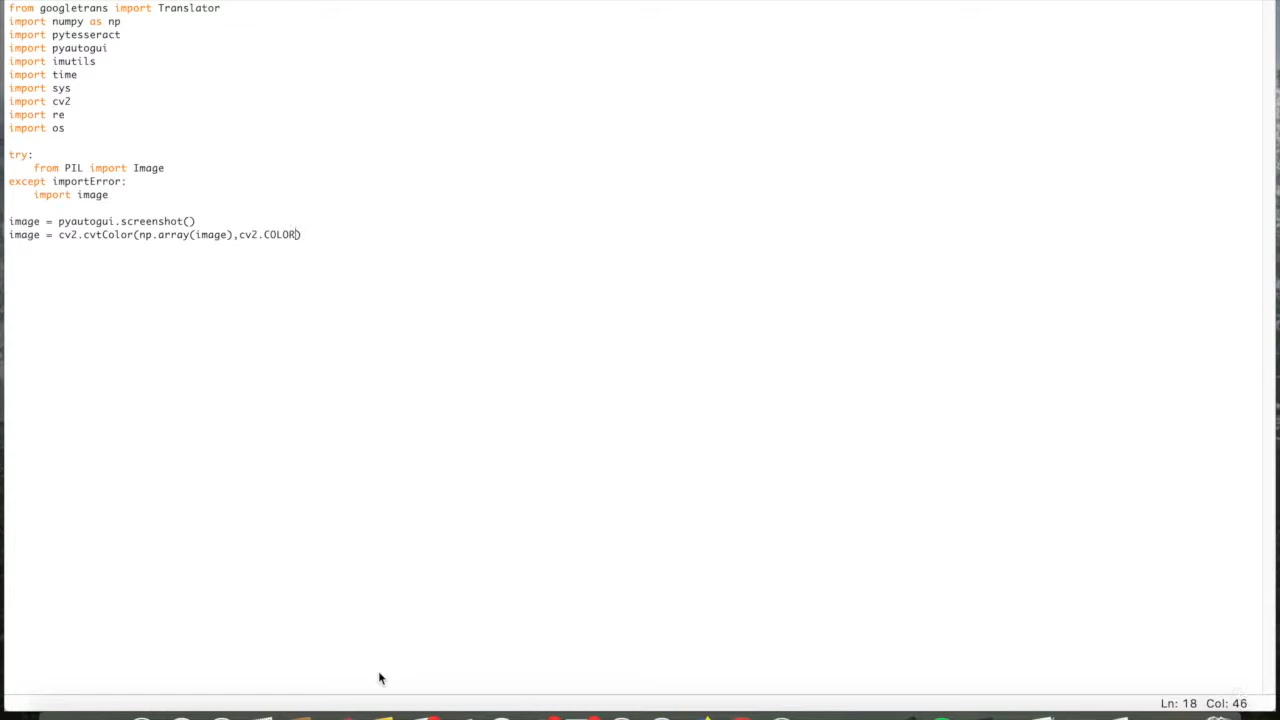 from googletrans import Translator
import numpy as np
import pytesseract
import pyautogui
import imutils
import time
import sys
import cv2
import re
import os
try:
    from PIL import Image
except importError:
    import image
image = pyautogui.screenshot()
image = cv2.cvtColor(np.array(image),cv2.COLOR)
Ln: 18 Col: 46